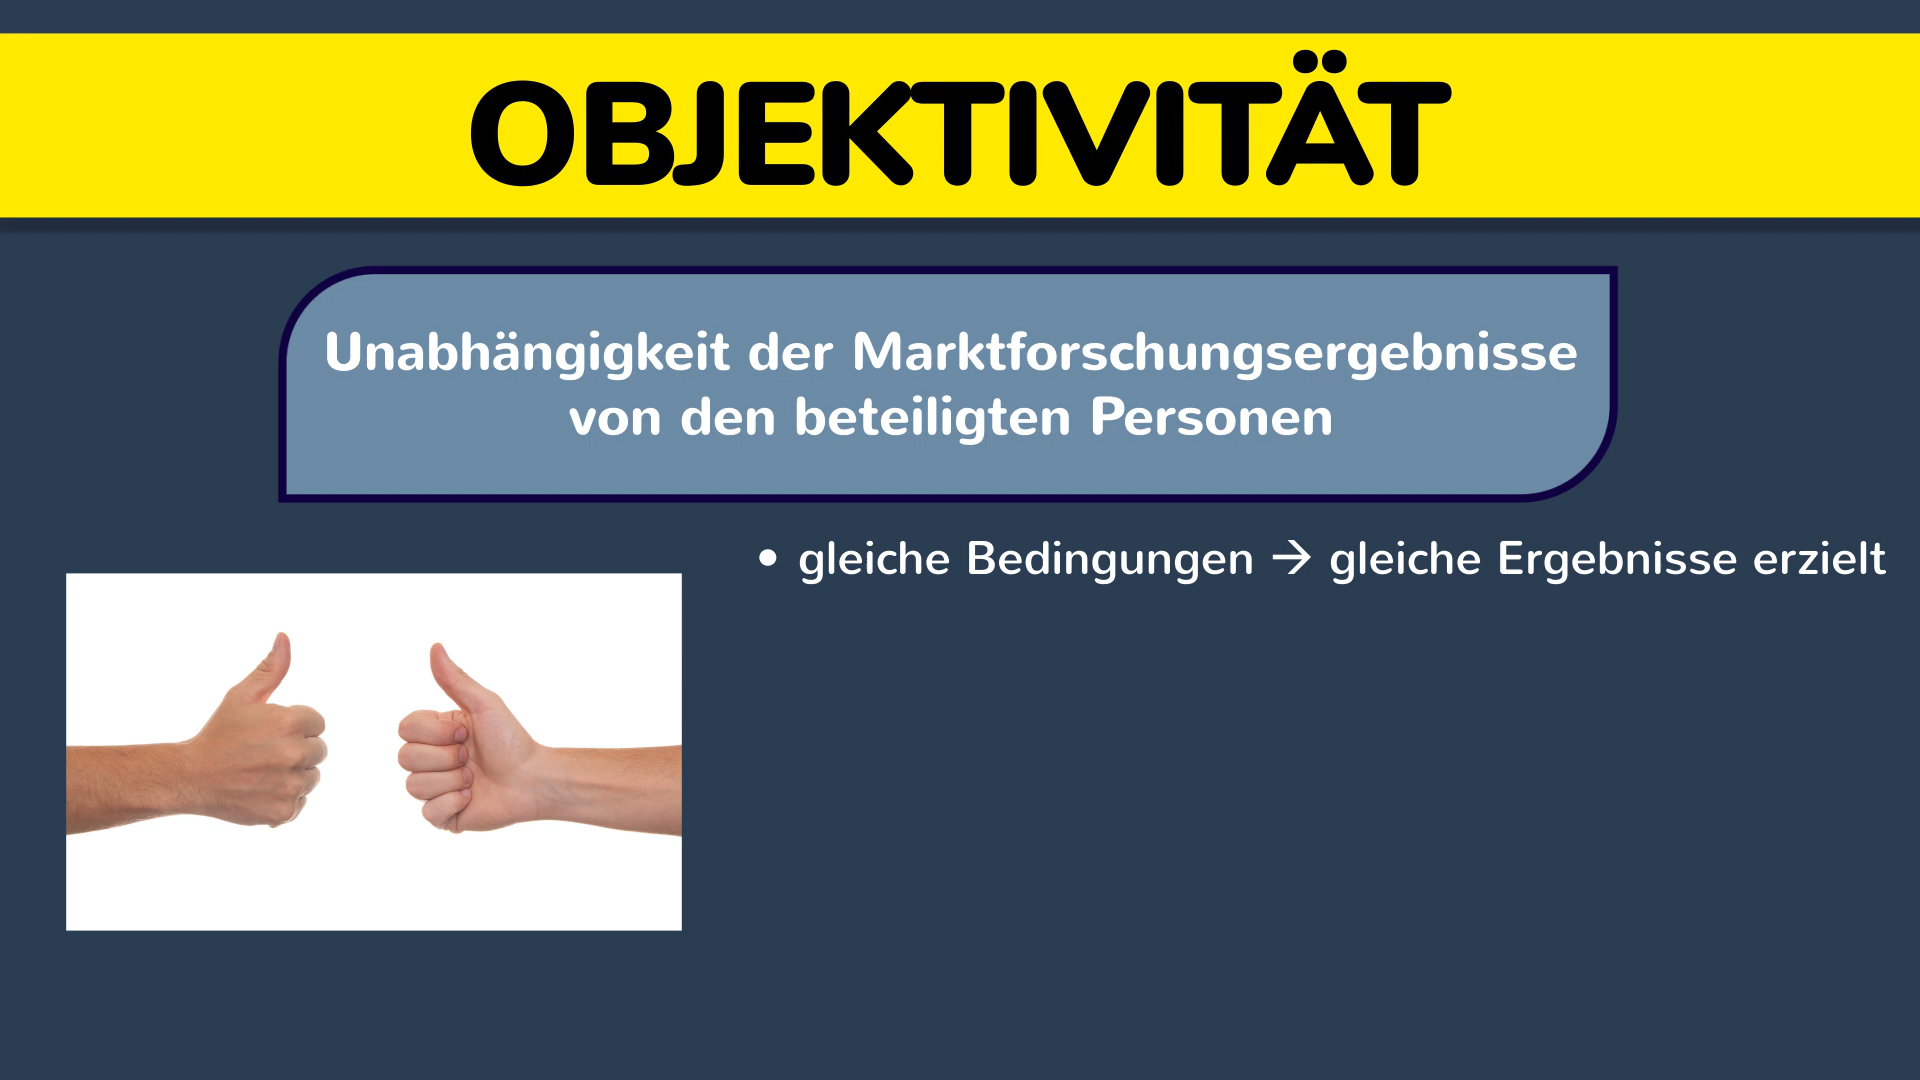 OBJEKTIVITÄT
Unabhängigkeit der Marktforschungsergebnisse
von den beteiligten Personen
• gleiche Bedingungen → gleiche Ergebnisse erzielt